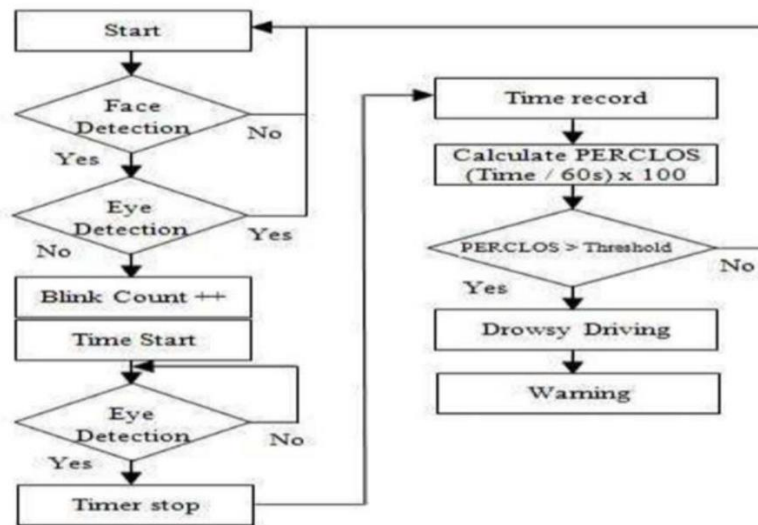 Start
Face
Detection
No
Yes
Eye
Detection
Yes
No
Blink Count ++
Time Start
Eye
Detection
No
Yes
Timer stop
Time record
Calculate PERCLOS
(Time / 60s) x 100
PERCLOS > Threshold
No
Yes
Drowsy Driving
Warning